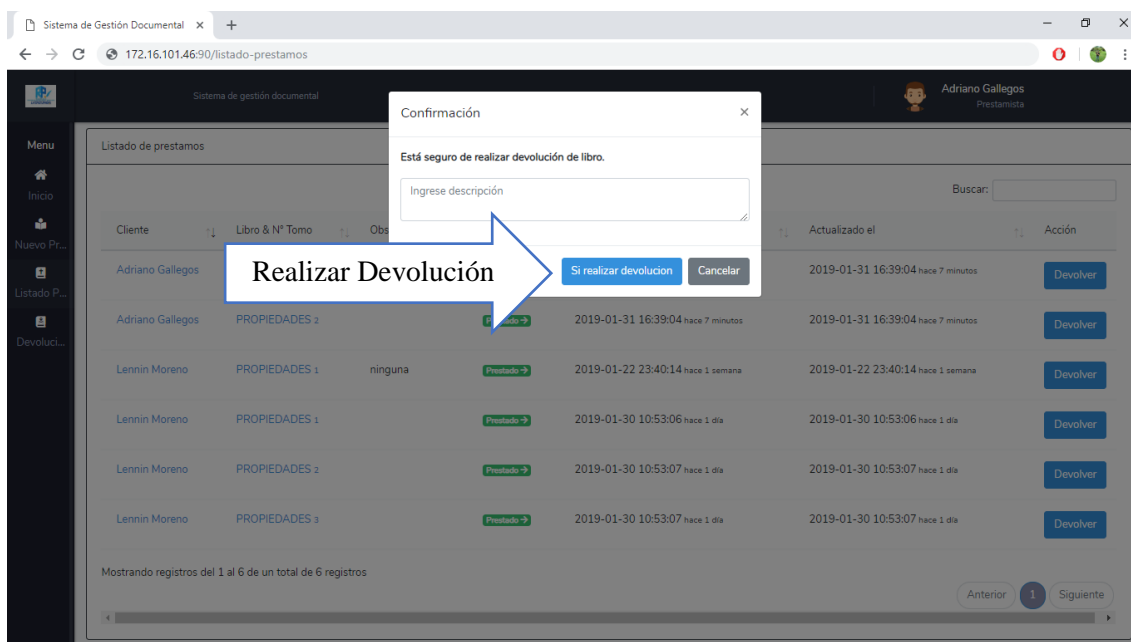 Sistema de Gestión Documental
172.16.101.46:90/listado-prestamos
Sistema de gestión documental
Adriano Gallegos
Prestamista
Confirmación
Está seguro de realizar devolución de libro.
Ingrese descripción
Si realizar devolucion Cancelar
Realizar Devolución
Menu
Inicio
Nuevo Pr...
Listado P...
Devoluci...
Listado de prestamos
Buscar:
Cliente Libro & N° Tomo Obs Actualizado el Acción
Adriano Gallegos 2019-01-31 16:39:04 hace 7 minutos Devolver
Adriano Gallegos PROPIEDADES 2 2019-01-31 16:39:04 hace 7 minutos 2019-01-31 16:39:04 hace 7 minutos Devolver
Lennin Moreno PROPIEDADES 1 ninguna Prestado 2019-01-22 23:40:14 hace 1 semana 2019-01-22 23:40:14 hace 1 semana Devolver
Lennin Moreno PROPIEDADES 1 Prestado 2019-01-30 10:53:06 hace 1 día 2019-01-30 10:53:06 hace 1 día Devolver
Lennin Moreno PROPIEDADES 2 Prestado 2019-01-30 10:53:07 hace 1 día 2019-01-30 10:53:07 hace 1 día Devolver
Lennin Moreno PROPIEDADES 3 Prestado 2019-01-30 10:53:07 hace 1 día 2019-01-30 10:53:07 hace 1 día Devolver
Mostrando registros del 1 al 6 de un total de 6 registros
Anterior 1 Siguiente